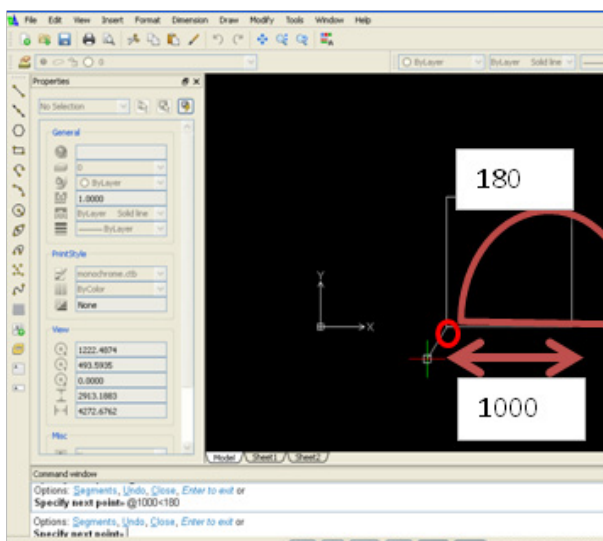 File Edit View Insert Format Dimension Draw Modify Tools Window Help
0
ByLayer ByLayer Solid line
Properties
No Selection
General
0
ByLayer
1.0000
ByLayer Solid line
ByLayer
PrintStyle
monochrome.ctb
ByColor
None
View
1222.4874
493.5935
0.0000
2913.1883
4272.6762
Misc
180
Y
X
1000
Model Sheet1 Sheet2
Command window
Options: Segments, Undo, Close, Enter to exit or
Specify next point» @1000<180
Options: Segments, Undo, Close, Enter to exit or
Specify next point»